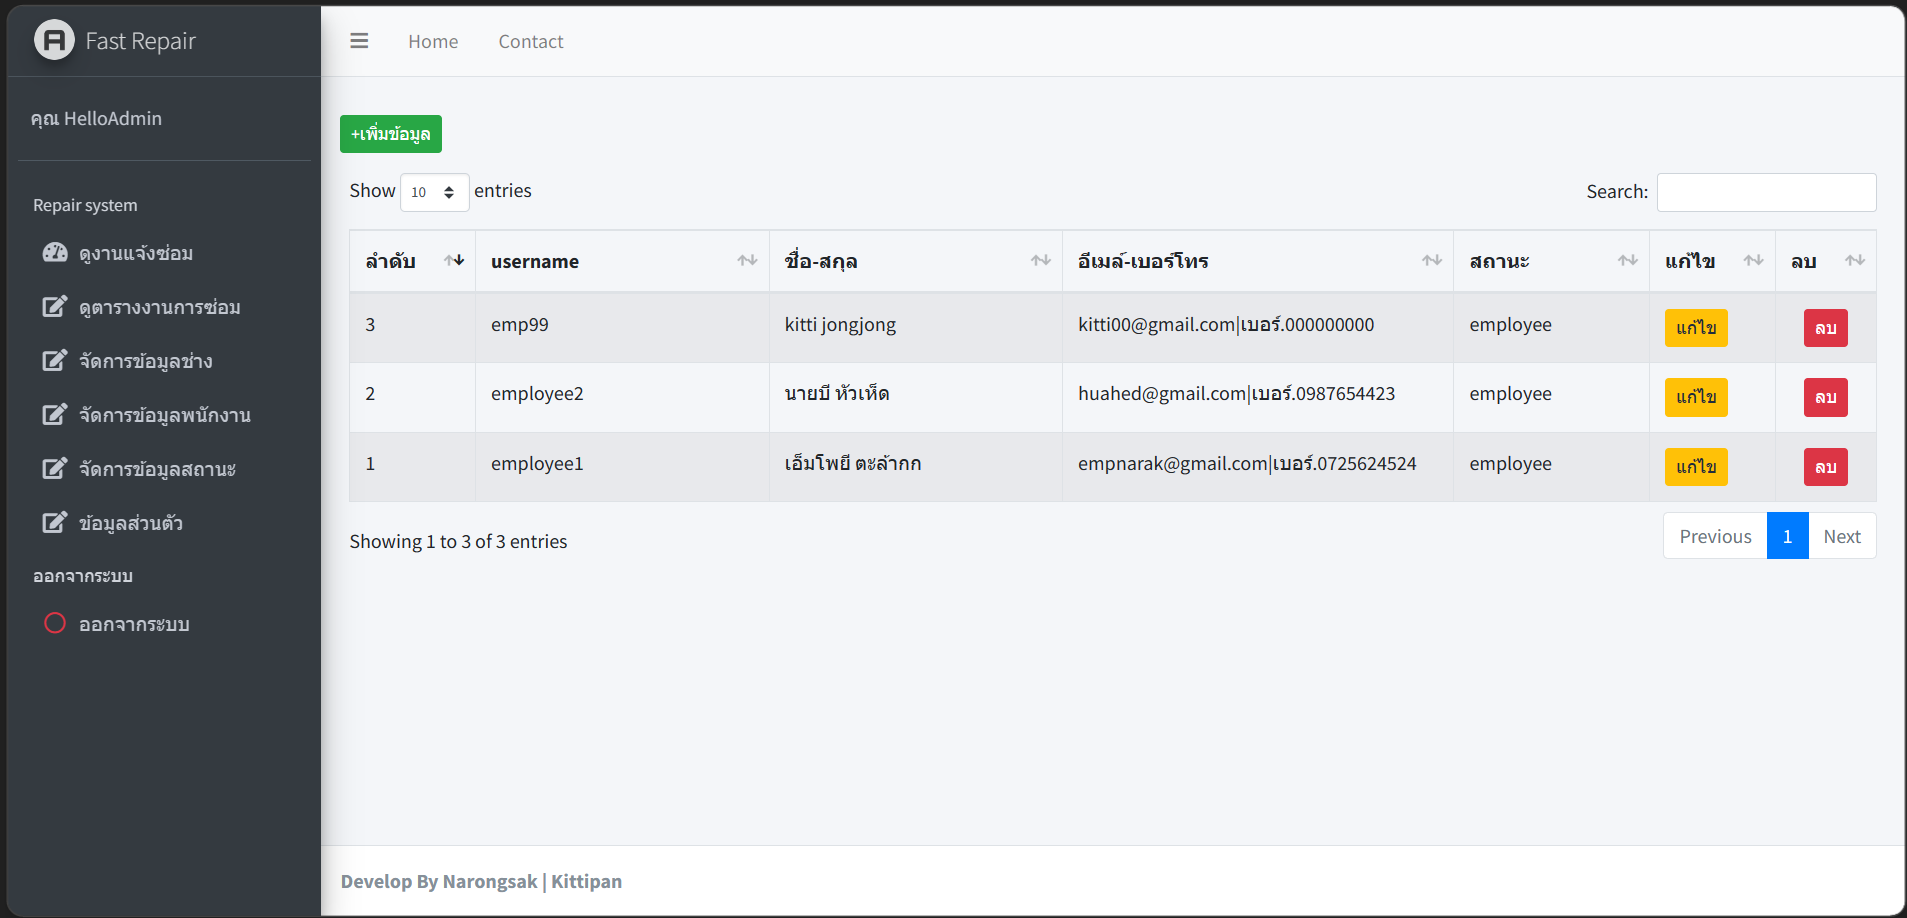 Fast Repair
Home
Contact
คุณ HelloAdmin
+เพิ่มข้อมูล
Show 10 entries
Search:
Repair system
ดูงานแจ้งซ่อม
ดูตารางงานการซ่อม
จัดการข้อมูลช่าง
จัดการข้อมูลพนักงาน
จัดการข้อมูลสถานะ
ข้อมูลส่วนตัว
ออกจากระบบ
ออกจากระบบ
ลำดับ username ชื่อ-สกุล อีเมล์-เบอร์โทร สถานะ แก้ไข ลบ
3 emp99 kitti jongjong kitti00@gmail.com|เบอร์.000000000 employee แก้ไข ลบ
2 employee2 นายบี หัวเห็ด huahed@gmail.com|เบอร์.0987654423 employee แก้ไข ลบ
1 employee1 เอ็มโพยี ตะล้ากก empnarak@gmail.com|เบอร์.0725624524 employee แก้ไข ลบ
Showing 1 to 3 of 3 entries
Previous 1 Next
Develop By Narongsak | Kittipan